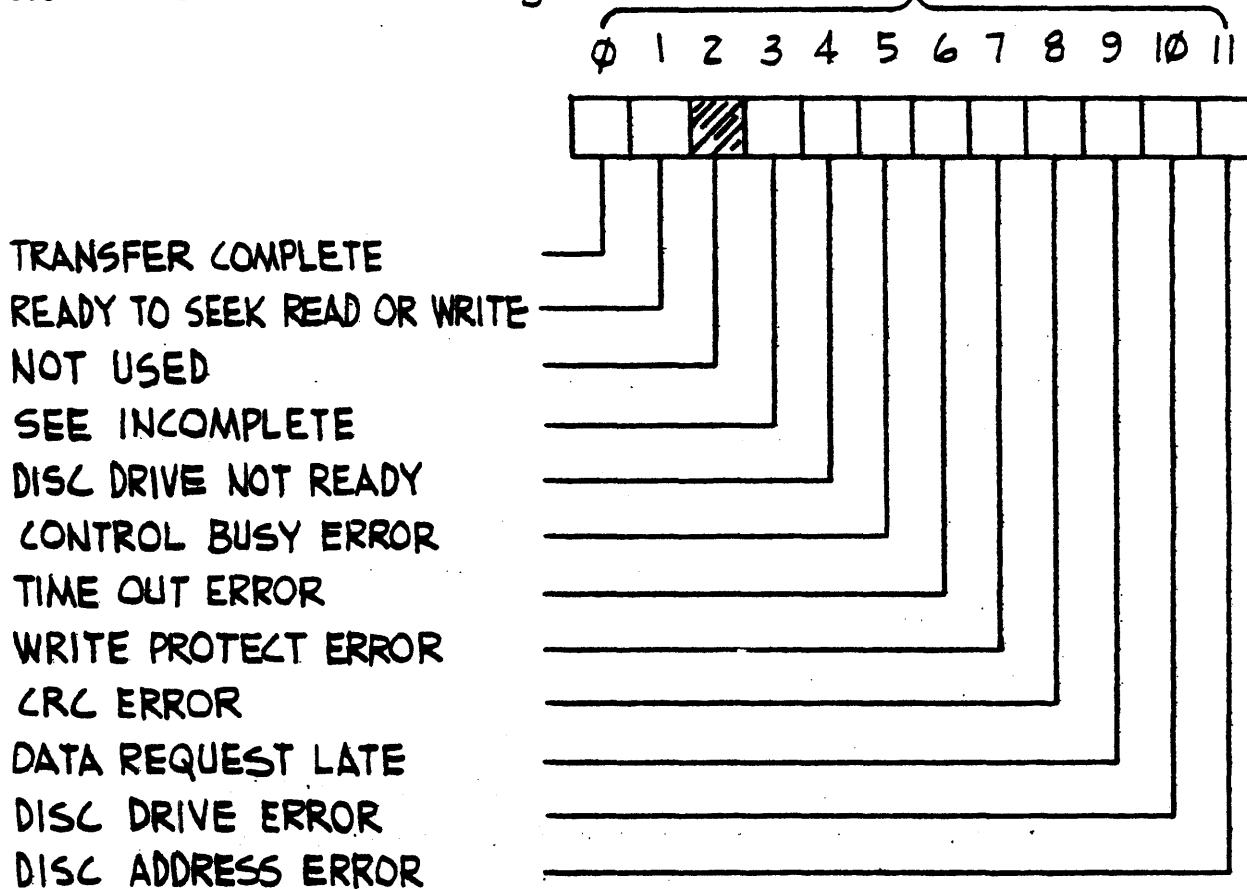 0 1 2 3 4 5 6 7 8 9 10 11
TRANSFER COMPLETE
READY TO SEEK READ OR WRITE
NOT USED
SEE INCOMPLETE
DISC DRIVE NOT READY
CONTROL BUSY ERROR
TIME OUT ERROR
WRITE PROTECT ERROR
CRC ERROR
DATA REQUEST LATE
DISC DRIVE ERROR
DISC ADDRESS ERROR